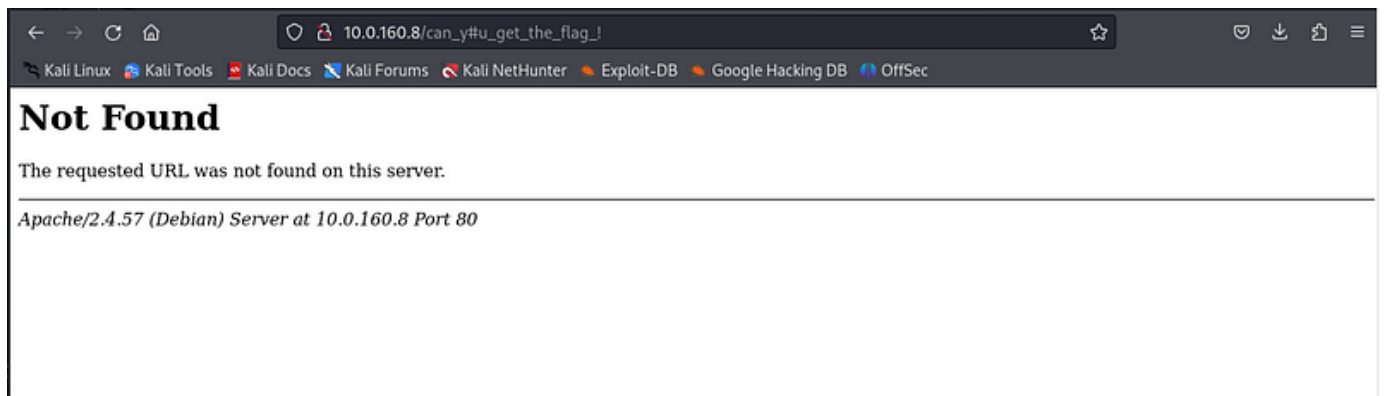 10.0.160.8/can_y#u_get_the_flag_!
Kali Linux Kali Tools Kali Docs Kali Forums Kali NetHunter Exploit-DB Google Hacking DB OffSec
Not Found
The requested URL was not found on this server.
Apache/2.4.57 (Debian) Server at 10.0.160.8 Port 80